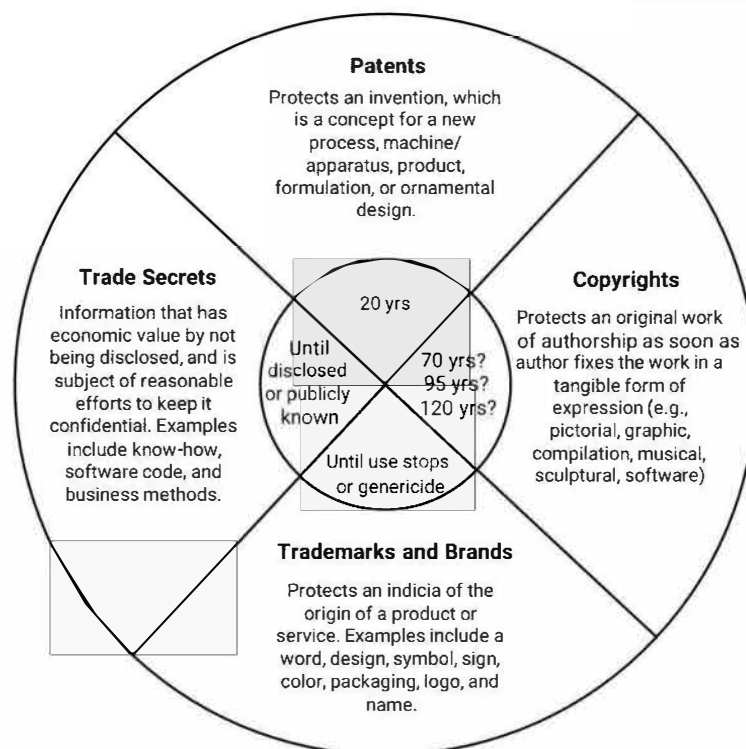 Patents
Protects an invention, which
is a concept for a new
process, machine/
apparatus, product,
formulation, or ornamental
design.
Trade Secrets
Information that has
economic value by not
being disclosed, and is
subject of reasonable
efforts to keep it
confidential. Examples
include know-how,
software code, and
business methods.
20 yrs
Until
disclosed
or publicly
known
70 yrs?
95 yrs?
120 yrs?
Until use stops
or genericide
Copyrights
Protects an original work
of authorship as soon as
author fixes the work in a
tangible form of
expression (e.g.,
pictorial, graphic,
compilation, musical,
sculptural, software)
Trademarks and Brands
Protects an indicia of the
origin of a product or
service. Examples include a
word, design, symbol, sign,
color, packaging, logo, and
name.